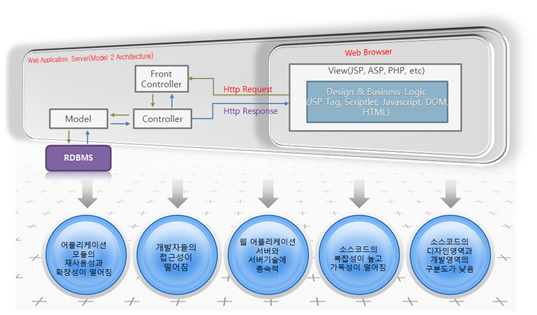 Web Application Server(Model 2 Architecture)
Web Browser
View(JSP, ASP, PHP, etc)
Front
Controller
Http Request
Design & Business Logic
(JSP Tag, Scriptlet, Javascript, DOM,
HTML)
Http Response
Model
Controller
RDBMS
어플리케이션
모듈의
재사용성과
확장성이 떨어짐
개발자들의
접근성이
떨어짐
웹 어플리케이션
서버와
서버기술에
종속적
소스코드의
복잡성이 높고
가독성이 떨어짐
소스코드의
디자인영역과
개발영역의
구분도가 낮음